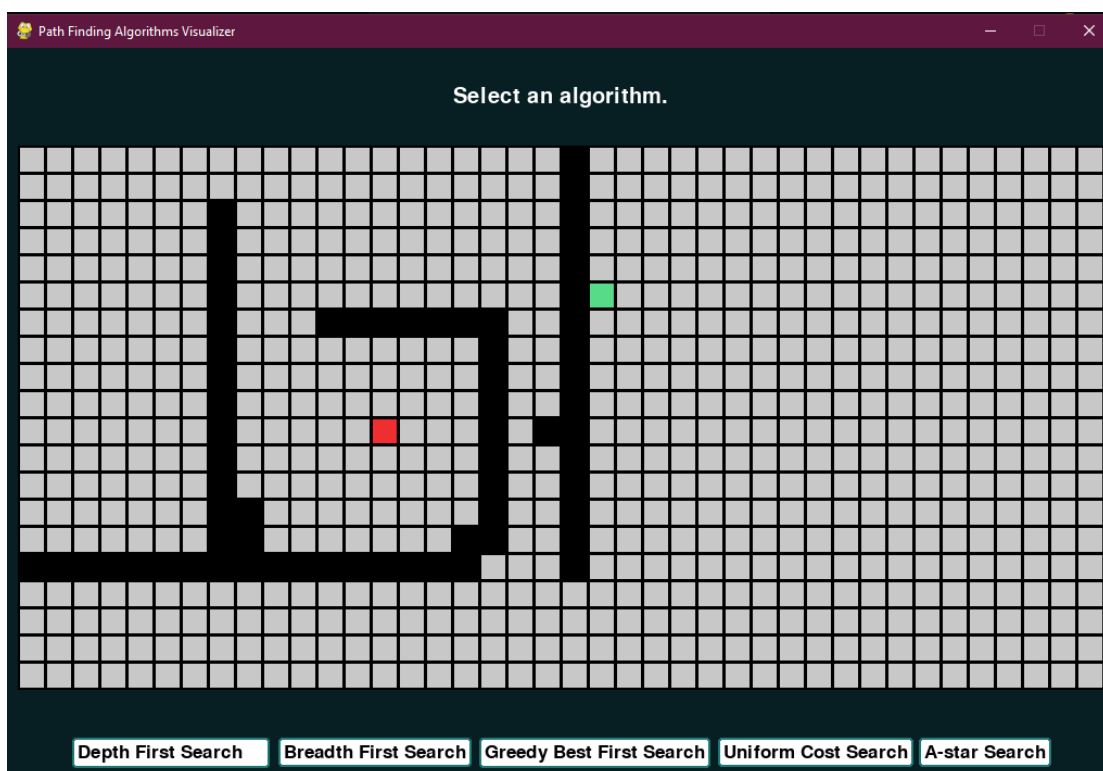 Path Finding Algorithms Visualizer
Select an algorithm.
Depth First Search
Breadth First Search
Greedy Best First Search
Uniform Cost Search
A-star Search